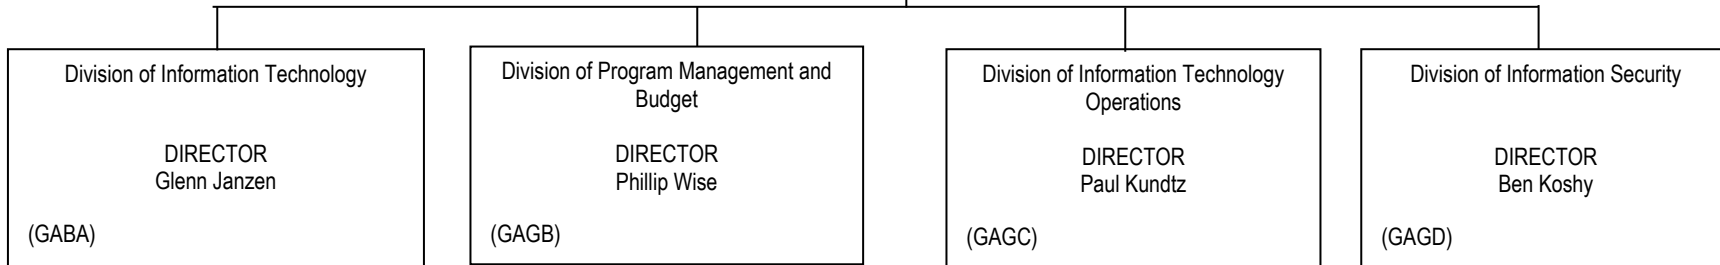 Division of Information Technology
DIRECTOR
Glenn Janzen
(GABA)
Division of Program Management and
Budget
DIRECTOR
Phillip Wise
(GAGB)
Division of Information Technology
Operations
DIRECTOR
Paul Kundtz
(GAGC)
Division of Information Security
DIRECTOR
Ben Koshy
(GAGD)